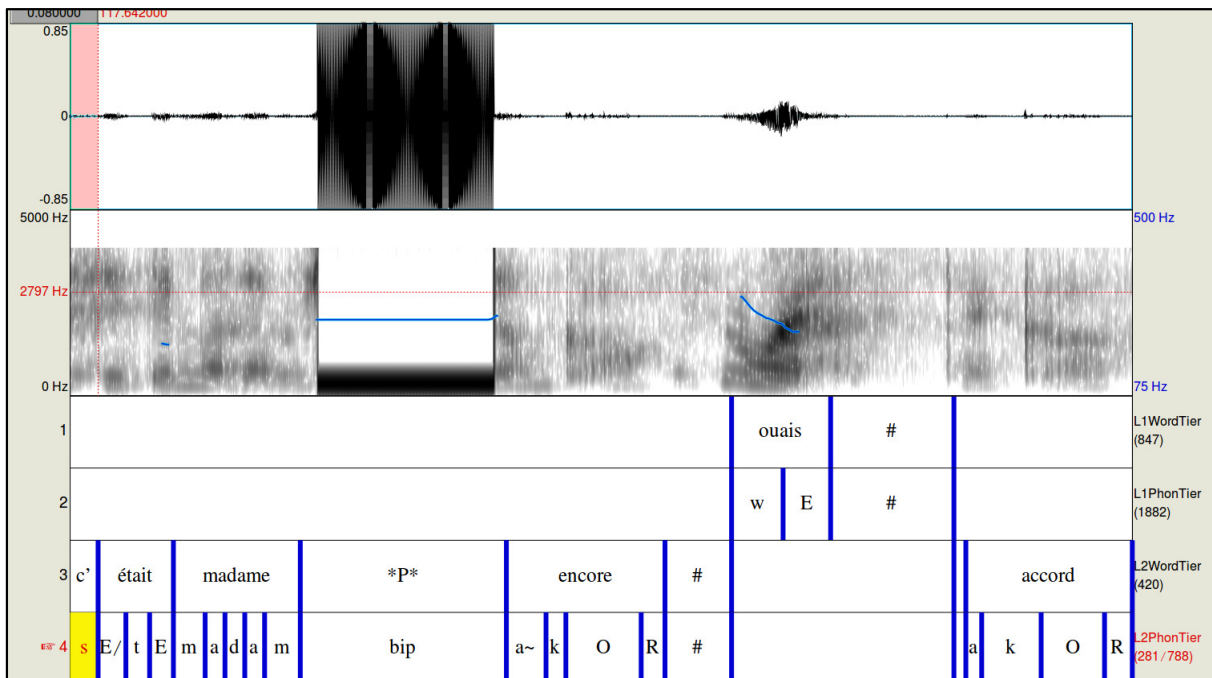 0.080000 117.642000
0.85
0
-0.85
5000 Hz 500 Hz
2797 Hz
0 Hz 75 Hz
1 ouais # L1WordTier
(847)
2 w E # L1PhonTier
(1882)
3 c' était madame *P* encore # accord L2WordTier
(420)
4 s E/ t E m a d a m bip a~ k O R # a k O R L2PhonTier
(281/788)